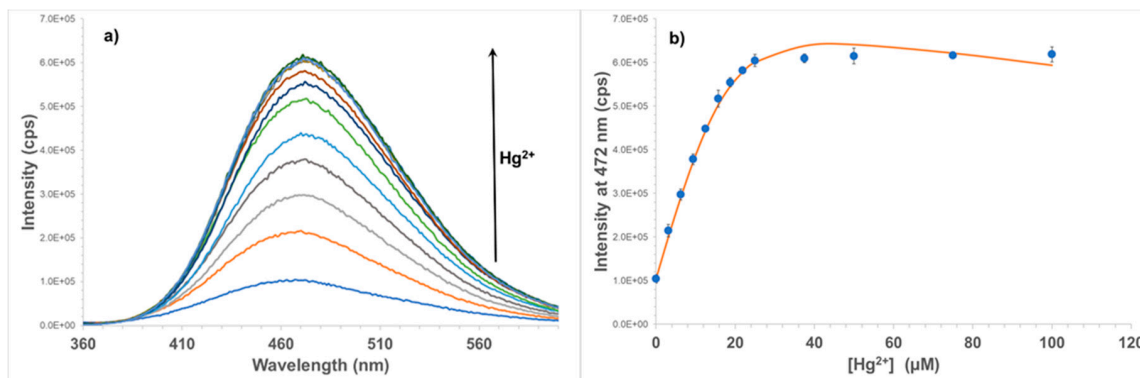 a)
7.0E+05
6.0E+05
5.0E+05
4.0E+05
3.0E+05
2.0E+05
1.0E+05
0.0E+00
Intensity (cps)
Hg²⁺
360 410 460 510 560
Wavelength (nm)
b)
7.0E+05
6.0E+05
5.0E+05
4.0E+05
3.0E+05
2.0E+05
1.0E+05
0.0E+00
Intensity at 472 nm (cps)
0 20 40 60 80 100 120
[Hg²⁺] (µM)